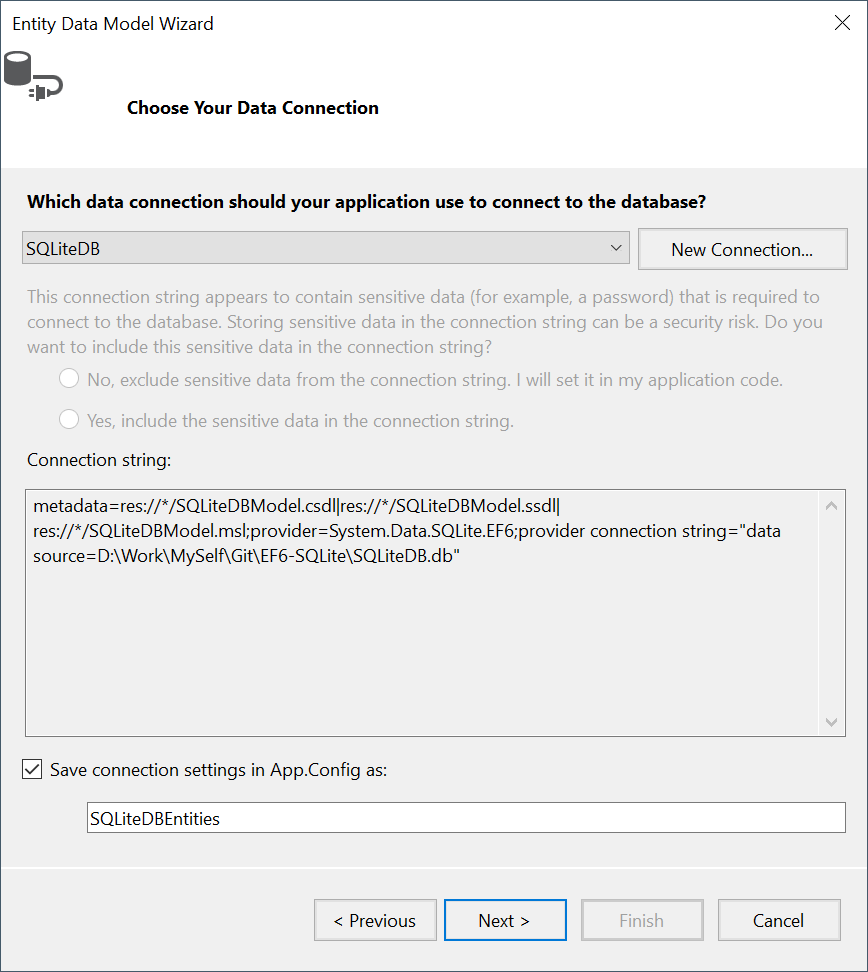 Entity Data Model Wizard
Choose Your Data Connection
Which data connection should your application use to connect to the database?
SQLiteDB
New Connection...
This connection string appears to contain sensitive data (for example, a password) that is required to
connect to the database. Storing sensitive data in the connection string can be a security risk. Do you
want to include this sensitive data in the connection string?
No, exclude sensitive data from the connection string. I will set it in my application code.
Yes, include the sensitive data in the connection string.
Connection string:
metadata=res://*/SQLiteDBModel.csdl|res://*/SQLiteDBModel.ssdl|
res://*/SQLiteDBModel.msl;provider=System.Data.SQLite.EF6;provider connection string="data
source=D:\Work\MySelf\Git\EF6-SQLite\SQLiteDB.db"
Save connection settings in App.Config as:
SQLiteDBEntities
< Previous
Next >
Finish
Cancel